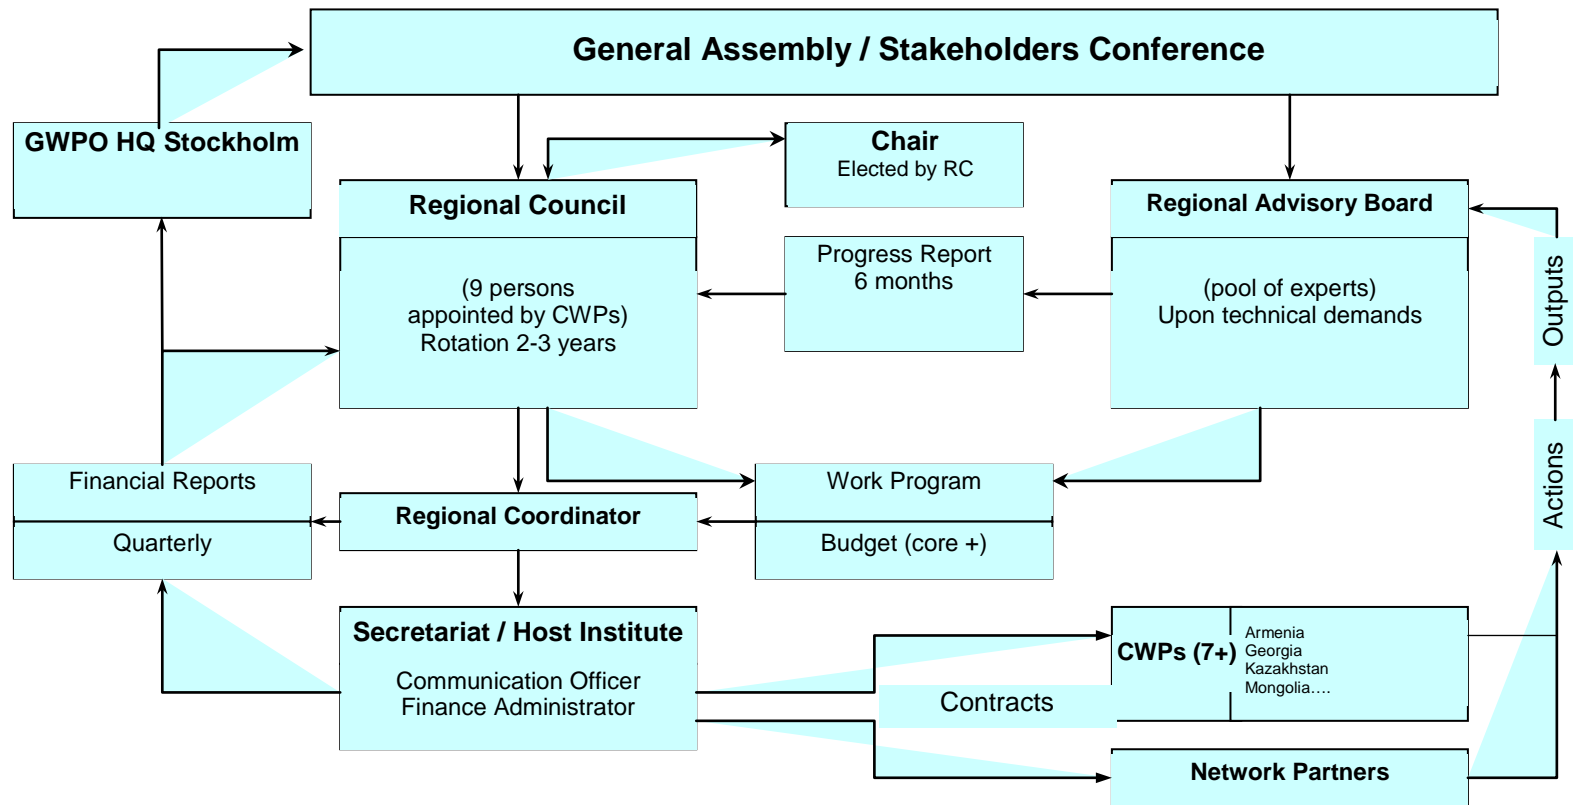 General Assembly / Stakeholders Conference
GWPO HQ Stockholm
Chair
Elected by RC
Regional Council
(9 persons
appointed by CWPs)
Rotation 2-3 years
Progress Report
6 months
Regional Advisory Board
(pool of experts)
Upon technical demands
Outputs
Actions
Financial Reports
Quarterly
Regional Coordinator
Work Program
Budget (core +)
Secretariat / Host Institute
Communication Officer
Finance Administrator
Contracts
CWPs (7+)
Armenia
Georgia
Kazakhstan
Mongolia….
Network Partners